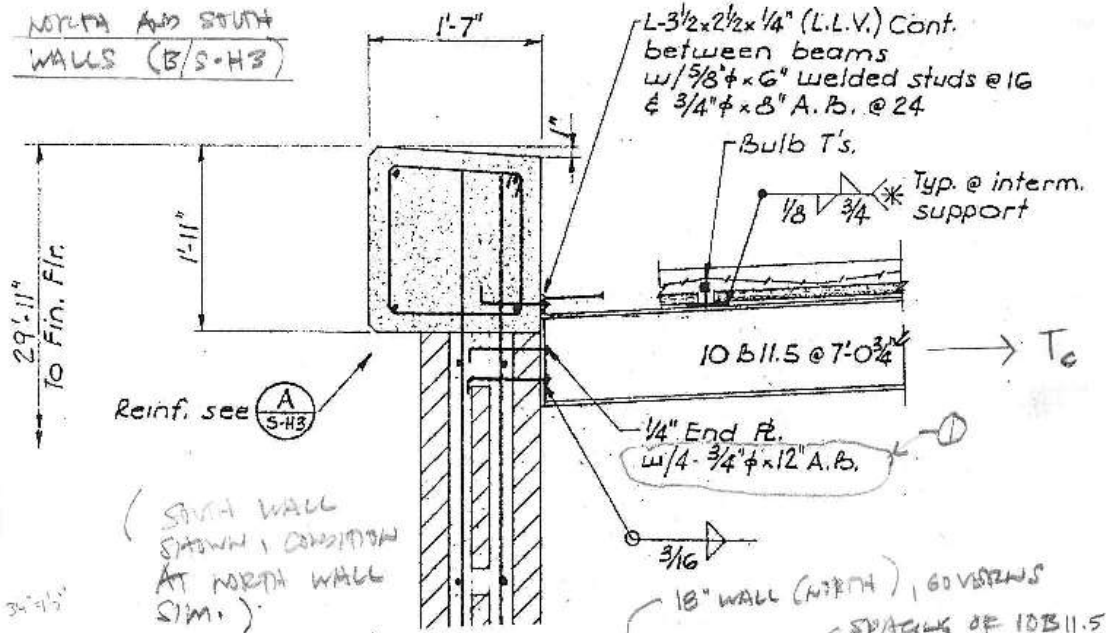 NORTH AND SOUTH
WALLS (B/S-H3)
1'-7"
L-3½x2½x¼" (L.L.V.) Cont.
between beams
w/ 5/8"φ x 6" welded studs @ 16
& 3/4"φ x 8" A.B. @ 24
1"
Bulb T's.
1/8 3/4
Typ. @ interm.
support
1'-11"
29'-11"
To Fin. Flr.
10 B 11.5 @ 7'-0¾"
Reinf. see A
S-H3
1/4" End PL.
w/4- 3/4"φ x 12" A.B.
1
3/16
(SOUTH WALL
SHOWN, CONDITION
AT NORTH WALL
SIM.)
18" WALL (NORTH), GOVERNS
SPACING OF 10B11.5